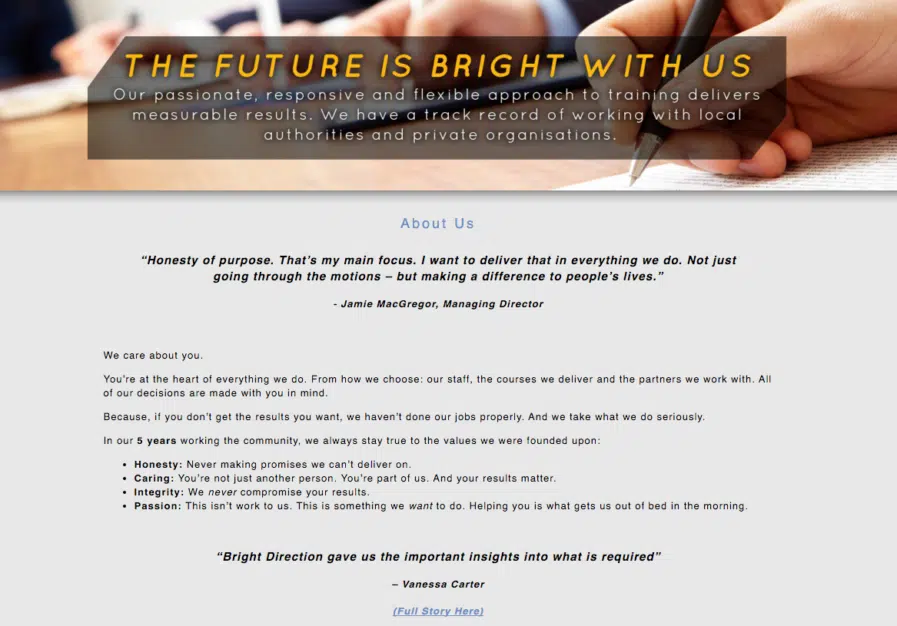 THE FUTURE IS BRIGHT WITH US
Our passionate, responsive and flexible approach to training delivers
measurable results. We have a track record of working with local
authorities and private organisations.
About Us
“Honesty of purpose. That’s my main focus. I want to deliver that in everything we do. Not just
going through the motions – but making a difference to people’s lives.”
- Jamie MacGregor, Managing Director
We care about you.
You’re at the heart of everything we do. From how we choose: our staff, the courses we deliver and the partners we work with. All
of our decisions are made with you in mind.
Because, if you don’t get the results you want, we haven’t done our jobs properly. And we take what we do seriously.
In our 5 years working the community, we always stay true to the values we were founded upon:
• Honesty: Never making promises we can’t deliver on.
• Caring: You’re not just another person. You’re part of us. And your results matter.
• Integrity: We never compromise your results.
• Passion: This isn’t work to us. This is something we want to do. Helping you is what gets us out of bed in the morning.
“Bright Direction gave us the important insights into what is required”
– Vanessa Carter
(Full Story Here)